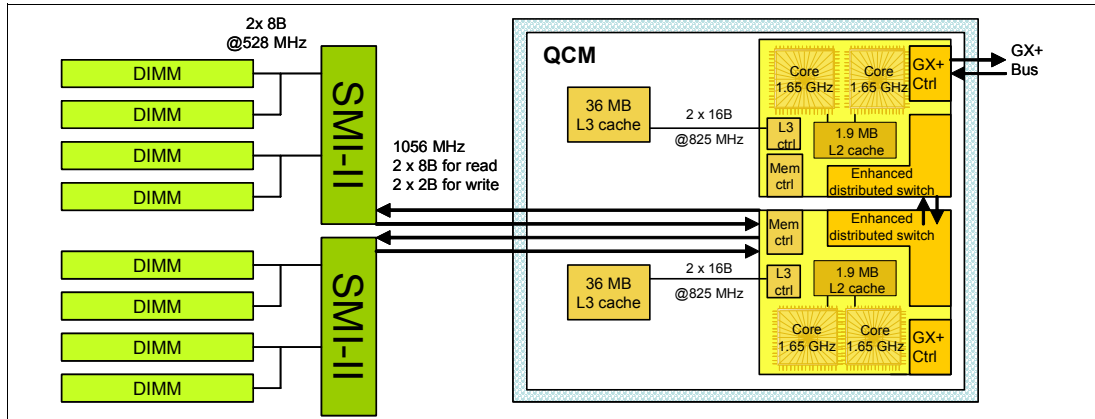 2x 8B
@528 MHz
DIMM
DIMM
DIMM
DIMM
SMI-II
DIMM
DIMM
DIMM
DIMM
SMI-II
1056 MHz
2 x 8B for read
2 x 2B for write
QCM
36 MB
L3 cache
2 x 16B
@825 MHz
Core
1.65 GHz
Core
1.65 GHz
GX+
Ctrl
GX+
Bus
L3
ctrl
1.9 MB
L2 cache
Mem
ctrl
Enhanced
distributed switch
Mem
ctrl
Enhanced
distributed switch
36 MB
L3 cache
2 x 16B
@825 MHz
L3
ctrl
1.9 MB
L2 cache
Core
1.65 GHz
Core
1.65 GHz
GX+
Ctrl